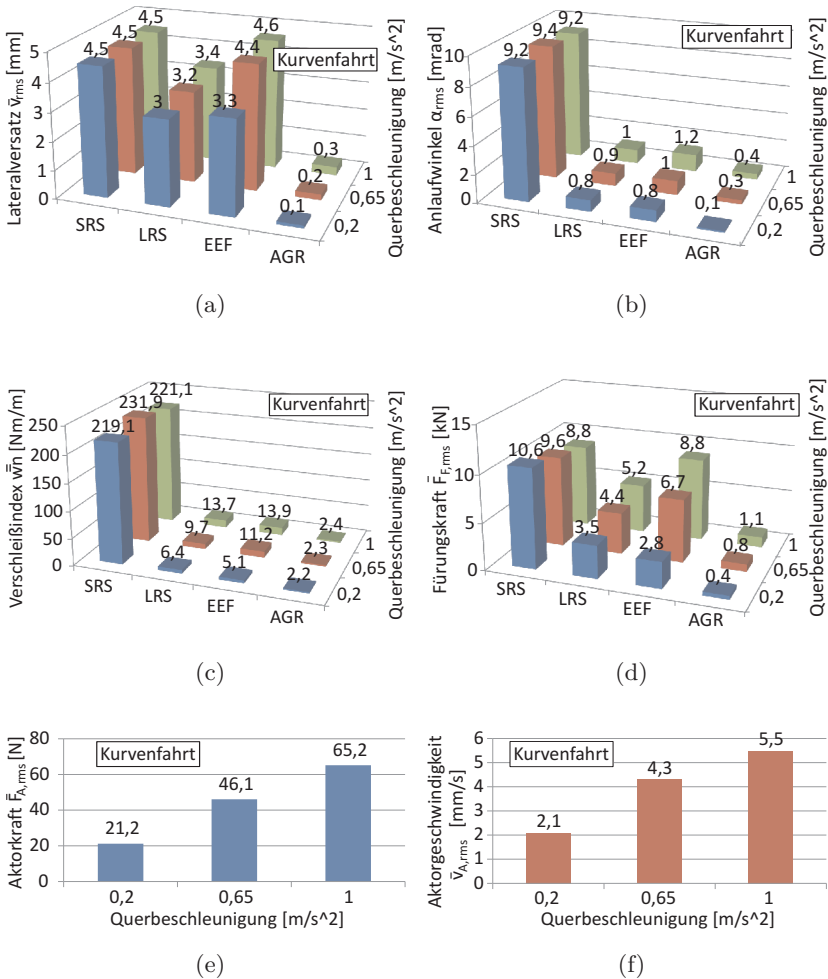 4,5 4,5 4,5
3 3,2 3,4
3,3 4,4 4,6
0,1 0,2 0,3
Kurvenfahrt
Lateralversatz v̄rms [mm]
5
4
3
2
1
0
SRS LRS EEF AGR
0,2 0,65 1
Querbeschleunigung [m/s^2]
(a)
9,2 9,4 9,2
0,8 0,9 1
0,8 1 1,2
0,1 0,3 0,4
Kurvenfahrt
Anlaufwinkel αrms [mrad]
10
8
6
4
2
0
SRS LRS EEF AGR
0,2 0,65 1
Querbeschleunigung [m/s^2]
(b)
219,1 231,9 221,1
6,4 9,7 13,7
5,1 11,2 13,9
2,2 2,3 2,4
Kurvenfahrt
Verschleißindex w̄n [Nm/m]
250
200
150
100
50
0
SRS LRS EEF AGR
0,2 0,65 1
Querbeschleunigung [m/s^2]
(c)
10,6 9,6 8,8
3,5 4,4 5,2
2,8 6,7 8,8
0,4 0,8 1,1
Kurvenfahrt
Fürungskraft F̄F,rms [kN]
15
10
5
0
SRS LRS EEF AGR
0,2 0,65 1
Querbeschleunigung [m/s^2]
(d)
Kurvenfahrt
Aktorkraft F̄A,rms [N]
80
60
40
20
0
21,2 46,1 65,2
0,2 0,65 1
Querbeschleunigung [m/s^2]
(e)
Kurvenfahrt
Aktorgeschwindigkeit
v̄A,rms [mm/s]
6
5
4
3
2
1
0
2,1 4,3 5,5
0,2 0,65 1
Querbeschleunigung [m/s^2]
(f)